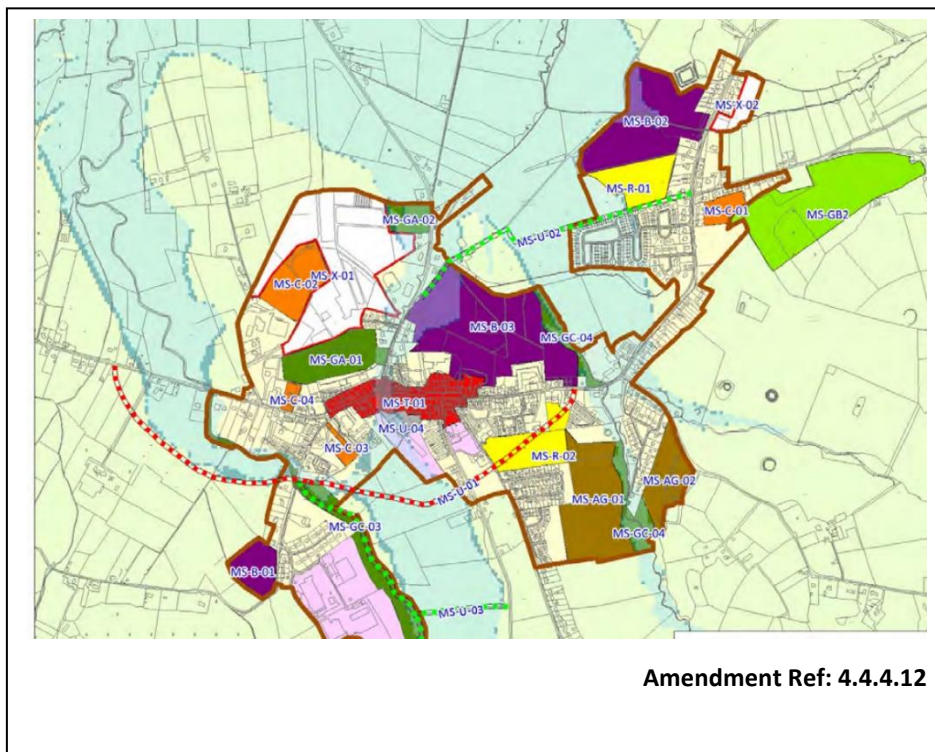 MS-X-02
MS-B-02
MS-R-01
MS-C-01
MS-GB2
MS-GA-02
MS-U-02
MS-X-01
MS-C-02
MS-B-03
MS-GC-04
MS-GA-01
MS-C-04
MS-T-01
MS-U-04
MS-C-03
MS-R-02
MS-U-01
MS-AG-02
MS-AG-01
MS-GC-03
MS-GC-04
MS-B-01
MS-U-03
Amendment Ref: 4.4.4.12